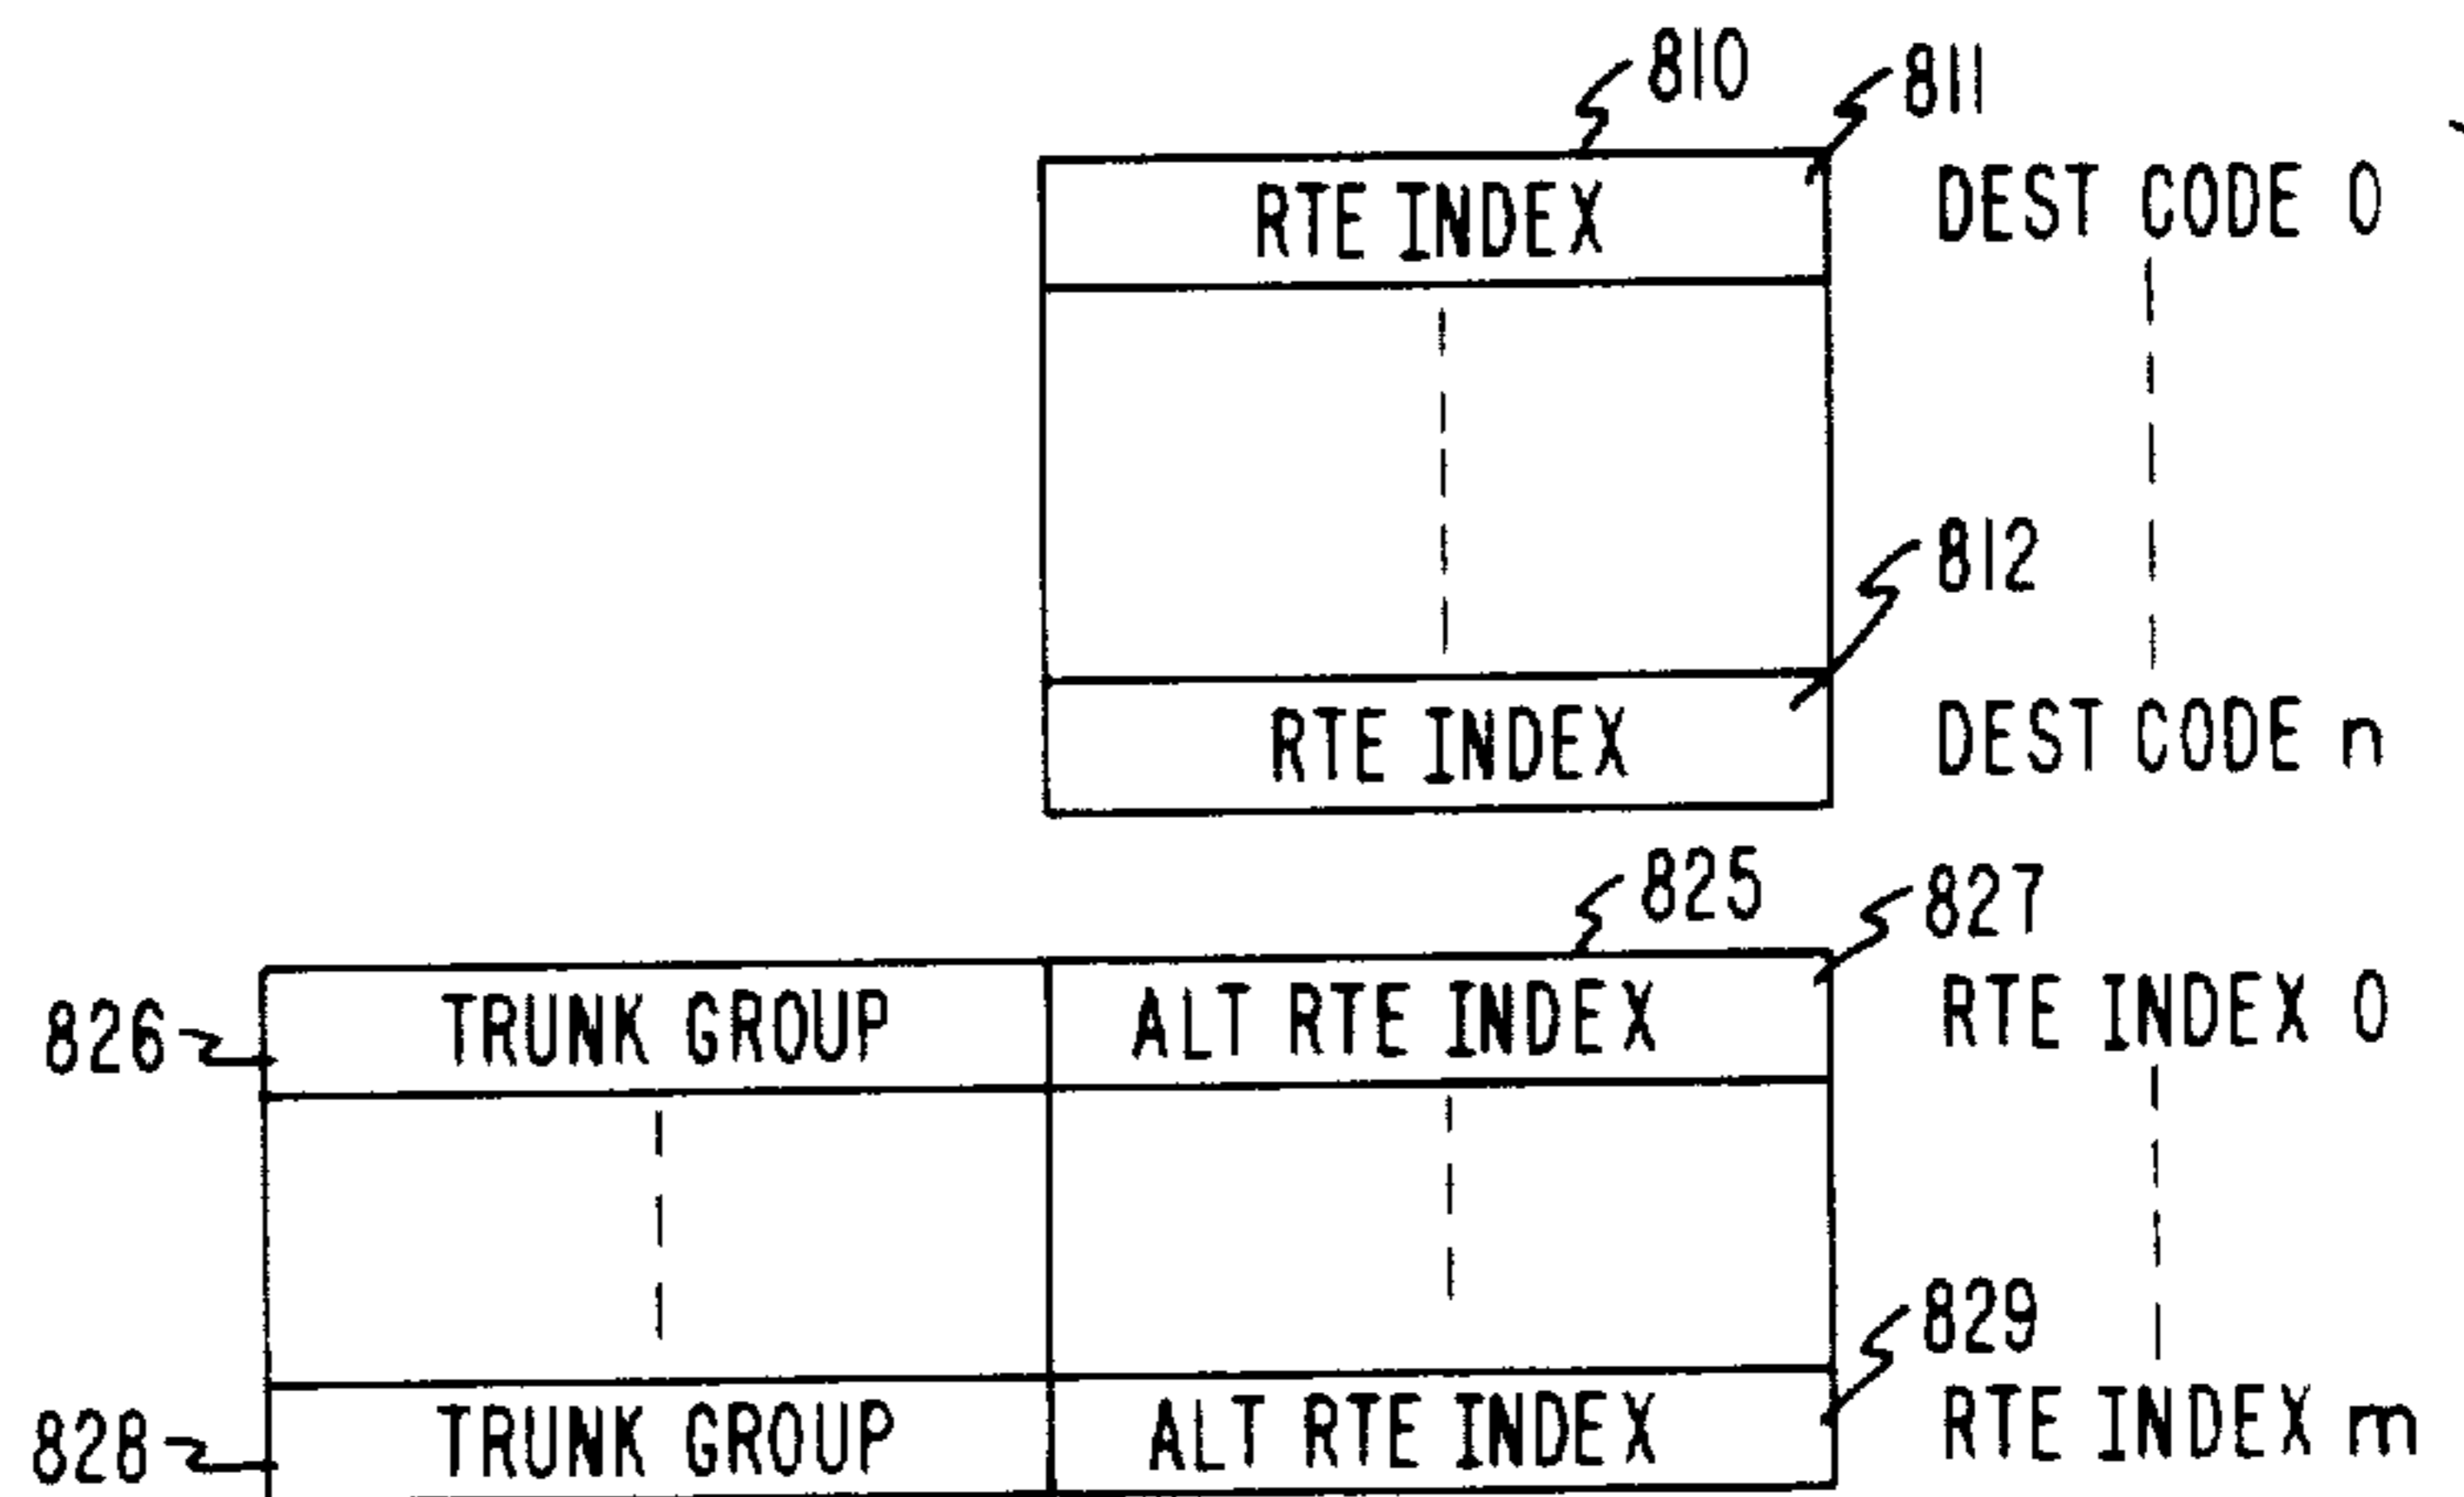 810
811
RTE INDEX
DEST CODE 0
812
RTE INDEX
DEST CODE n
825
827
826
TRUNK GROUP
ALT RTE INDEX
RTE INDEX 0
829
828
TRUNK GROUP
ALT RTE INDEX
RTE INDEX m